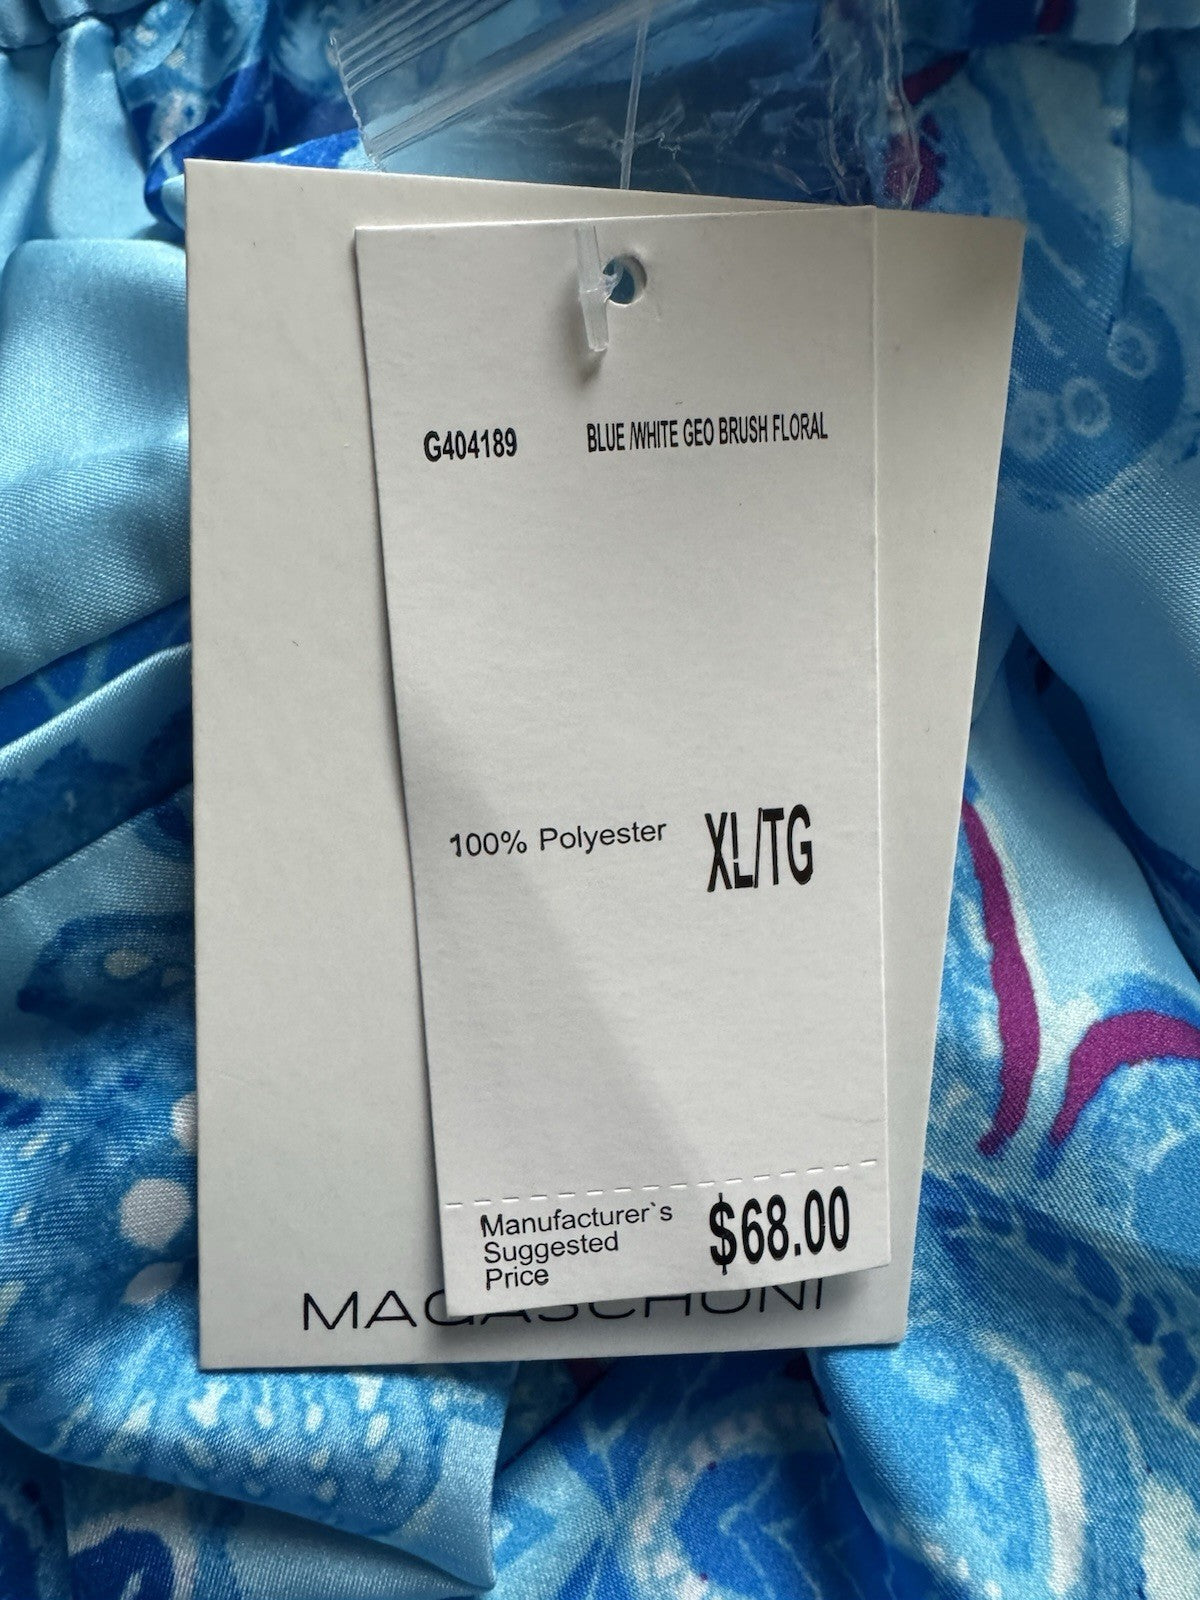 G404189 BLUE /WHITE GEO BRUSH FLORAL
100% Polyester XL/TG
Manufacturer`s
Suggested
Price
$68.00
MAGASCHONI